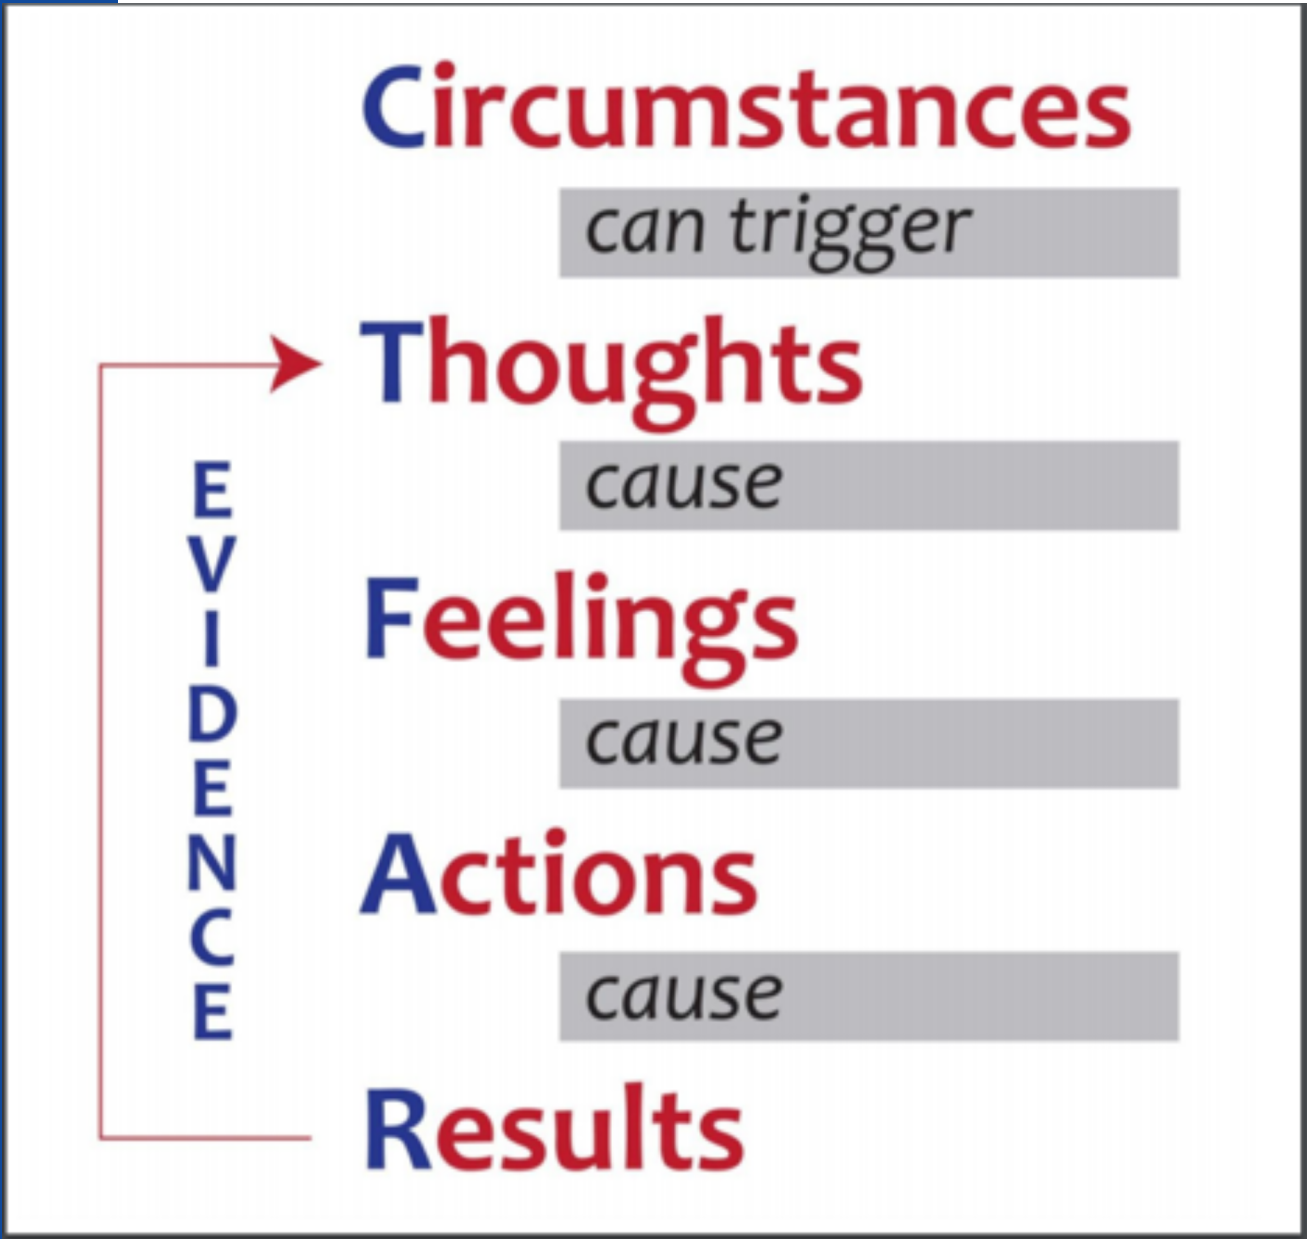 Circumstances
can trigger
Thoughts
cause
Feelings
cause
Actions
cause
Results
EVIDENCE